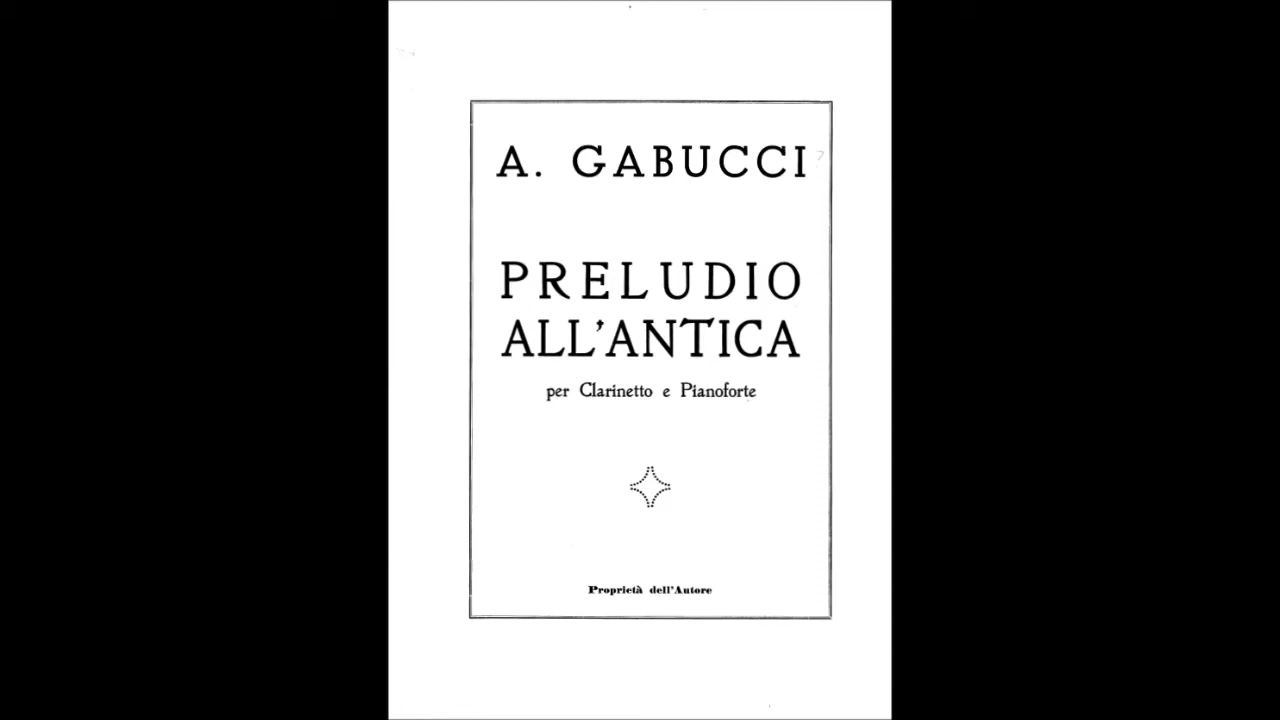 A. GABUCCI
PRELUDIO
ALL'ANTICA
per Clarinetto e Pianoforte
Proprietà dell'Autore